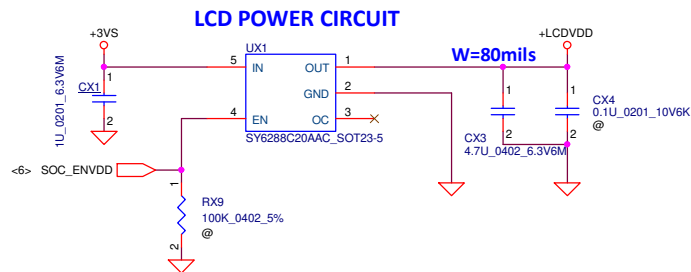 LCD POWER CIRCUIT
+3VS
+LCDVDD
UX1
W=80mils
5
IN
OUT
1
1
CX1
2
1U_0201_6.3V6M
GND
2
4
EN
OC
3
SY6288C20AAC_SOT23-5
1
2
CX3
4.7U_0402_6.3V6M
1
2
CX4
0.1U_0201_10V6K
@
<6>
SOC_ENVDD
1
RX9
100K_0402_5%
2
@